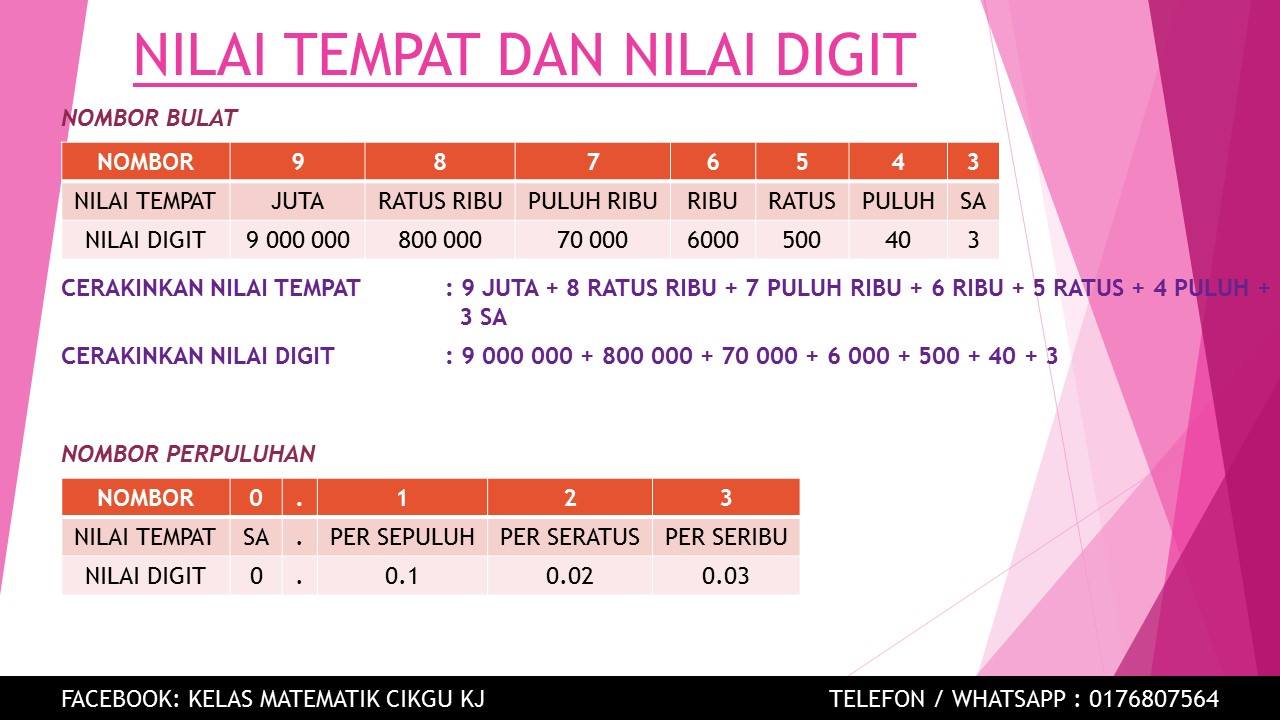 NILAI TEMPAT DAN NILAI DIGIT
NOMBOR BULAT
NOMBOR 9 8 7 6 5 4 3
NILAI TEMPAT JUTA RATUS RIBU PULUH RIBU RIBU RATUS PULUH SA
NILAI DIGIT 9 000 000 800 000 70 000 6000 500 40 3
CERAKINKAN NILAI TEMPAT : 9 JUTA + 8 RATUS RIBU + 7 PULUH RIBU + 6 RIBU + 5 RATUS + 4 PULUH +
3 SA
CERAKINKAN NILAI DIGIT : 9 000 000 + 800 000 + 70 000 + 6 000 + 500 + 40 + 3
NOMBOR PERPULUHAN
NOMBOR 0 . 1 2 3
NILAI TEMPAT SA . PER SEPULUH PER SERATUS PER SERIBU
NILAI DIGIT 0 . 0.1 0.02 0.03
FACEBOOK: KELAS MATEMATIK CIKGU KJ TELEFON / WHATSAPP : 0176807564